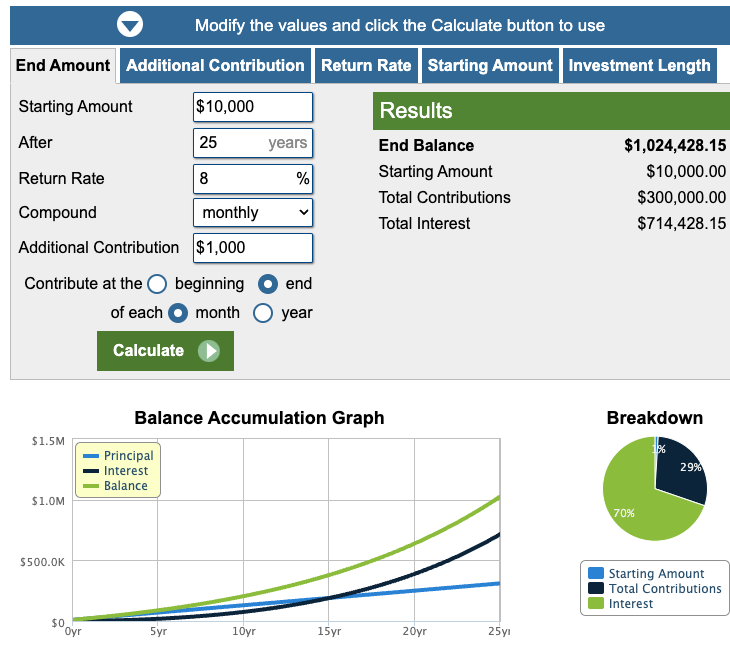 Modify the values and click the Calculate button to use
End Amount Additional Contribution Return Rate Starting Amount Investment Length
Starting Amount $10,000
After 25 years
Return Rate 8 %
Compound monthly
Additional Contribution $1,000
Contribute at the beginning end
of each month year
Calculate
Results
End Balance $1,024,428.15
Starting Amount $10,000.00
Total Contributions $300,000.00
Total Interest $714,428.15
Balance Accumulation Graph
$1.5M
$1.0M
$500.0K
$0
Principal
Interest
Balance
0yr 5yr 10yr 15yr 20yr 25yr
Breakdown
1%
29%
70%
Starting Amount
Total Contributions
Interest